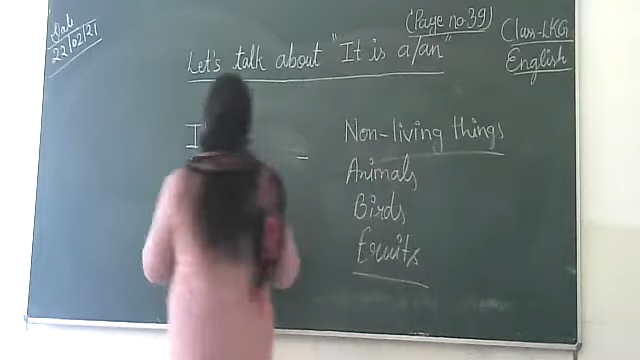 Date
22/02/21
(Page no.39)
Class-LKG
English
Let's talk about "It is a/an"
Non-living things
Animals
Birds
Fruits